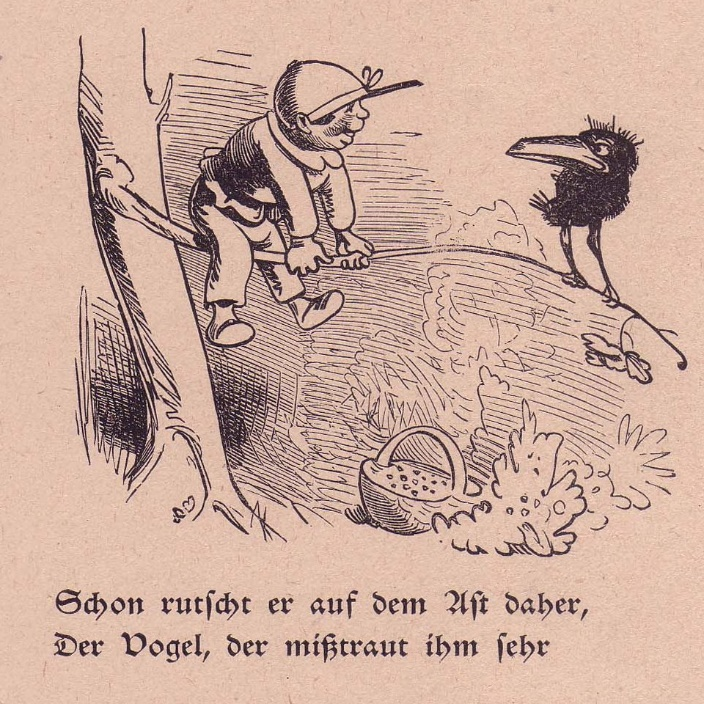 Schon rutscht er auf dem Ast daher,
Der Vogel, der mißtraut ihm sehr